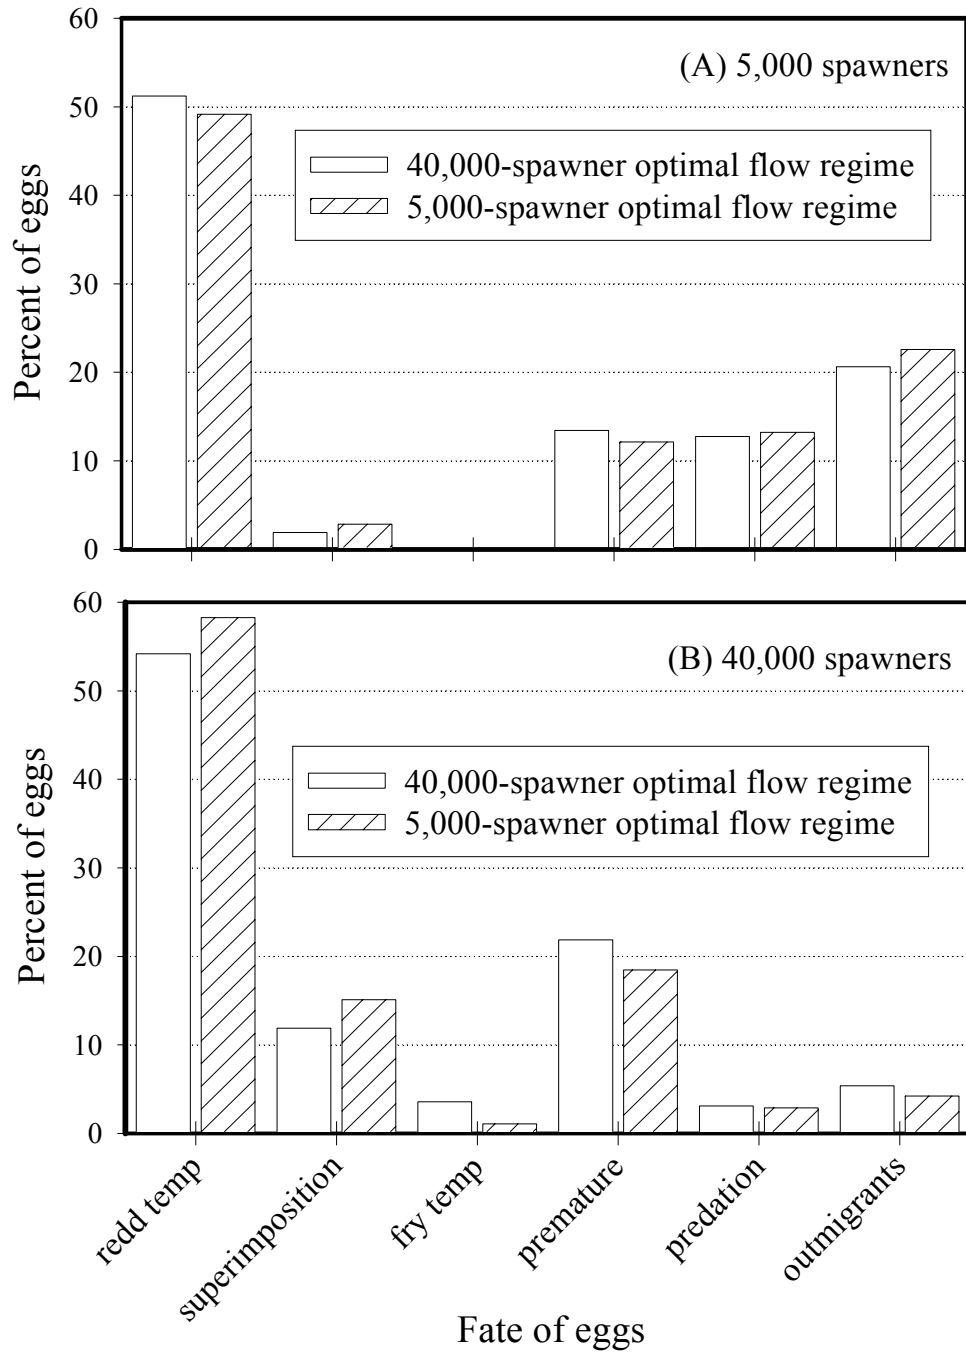 60
(A) 5,000 spawners
50
40,000-spawner optimal flow regime
40
5,000-spawner optimal flow regime
30
20
10
0
Percent of eggs
60
(B) 40,000 spawners
50
40
40,000-spawner optimal flow regime
5,000-spawner optimal flow regime
30
20
10
0
Percent of eggs
redd temp
superimposition
fry temp
premature
predation
outmigrants
Fate of eggs